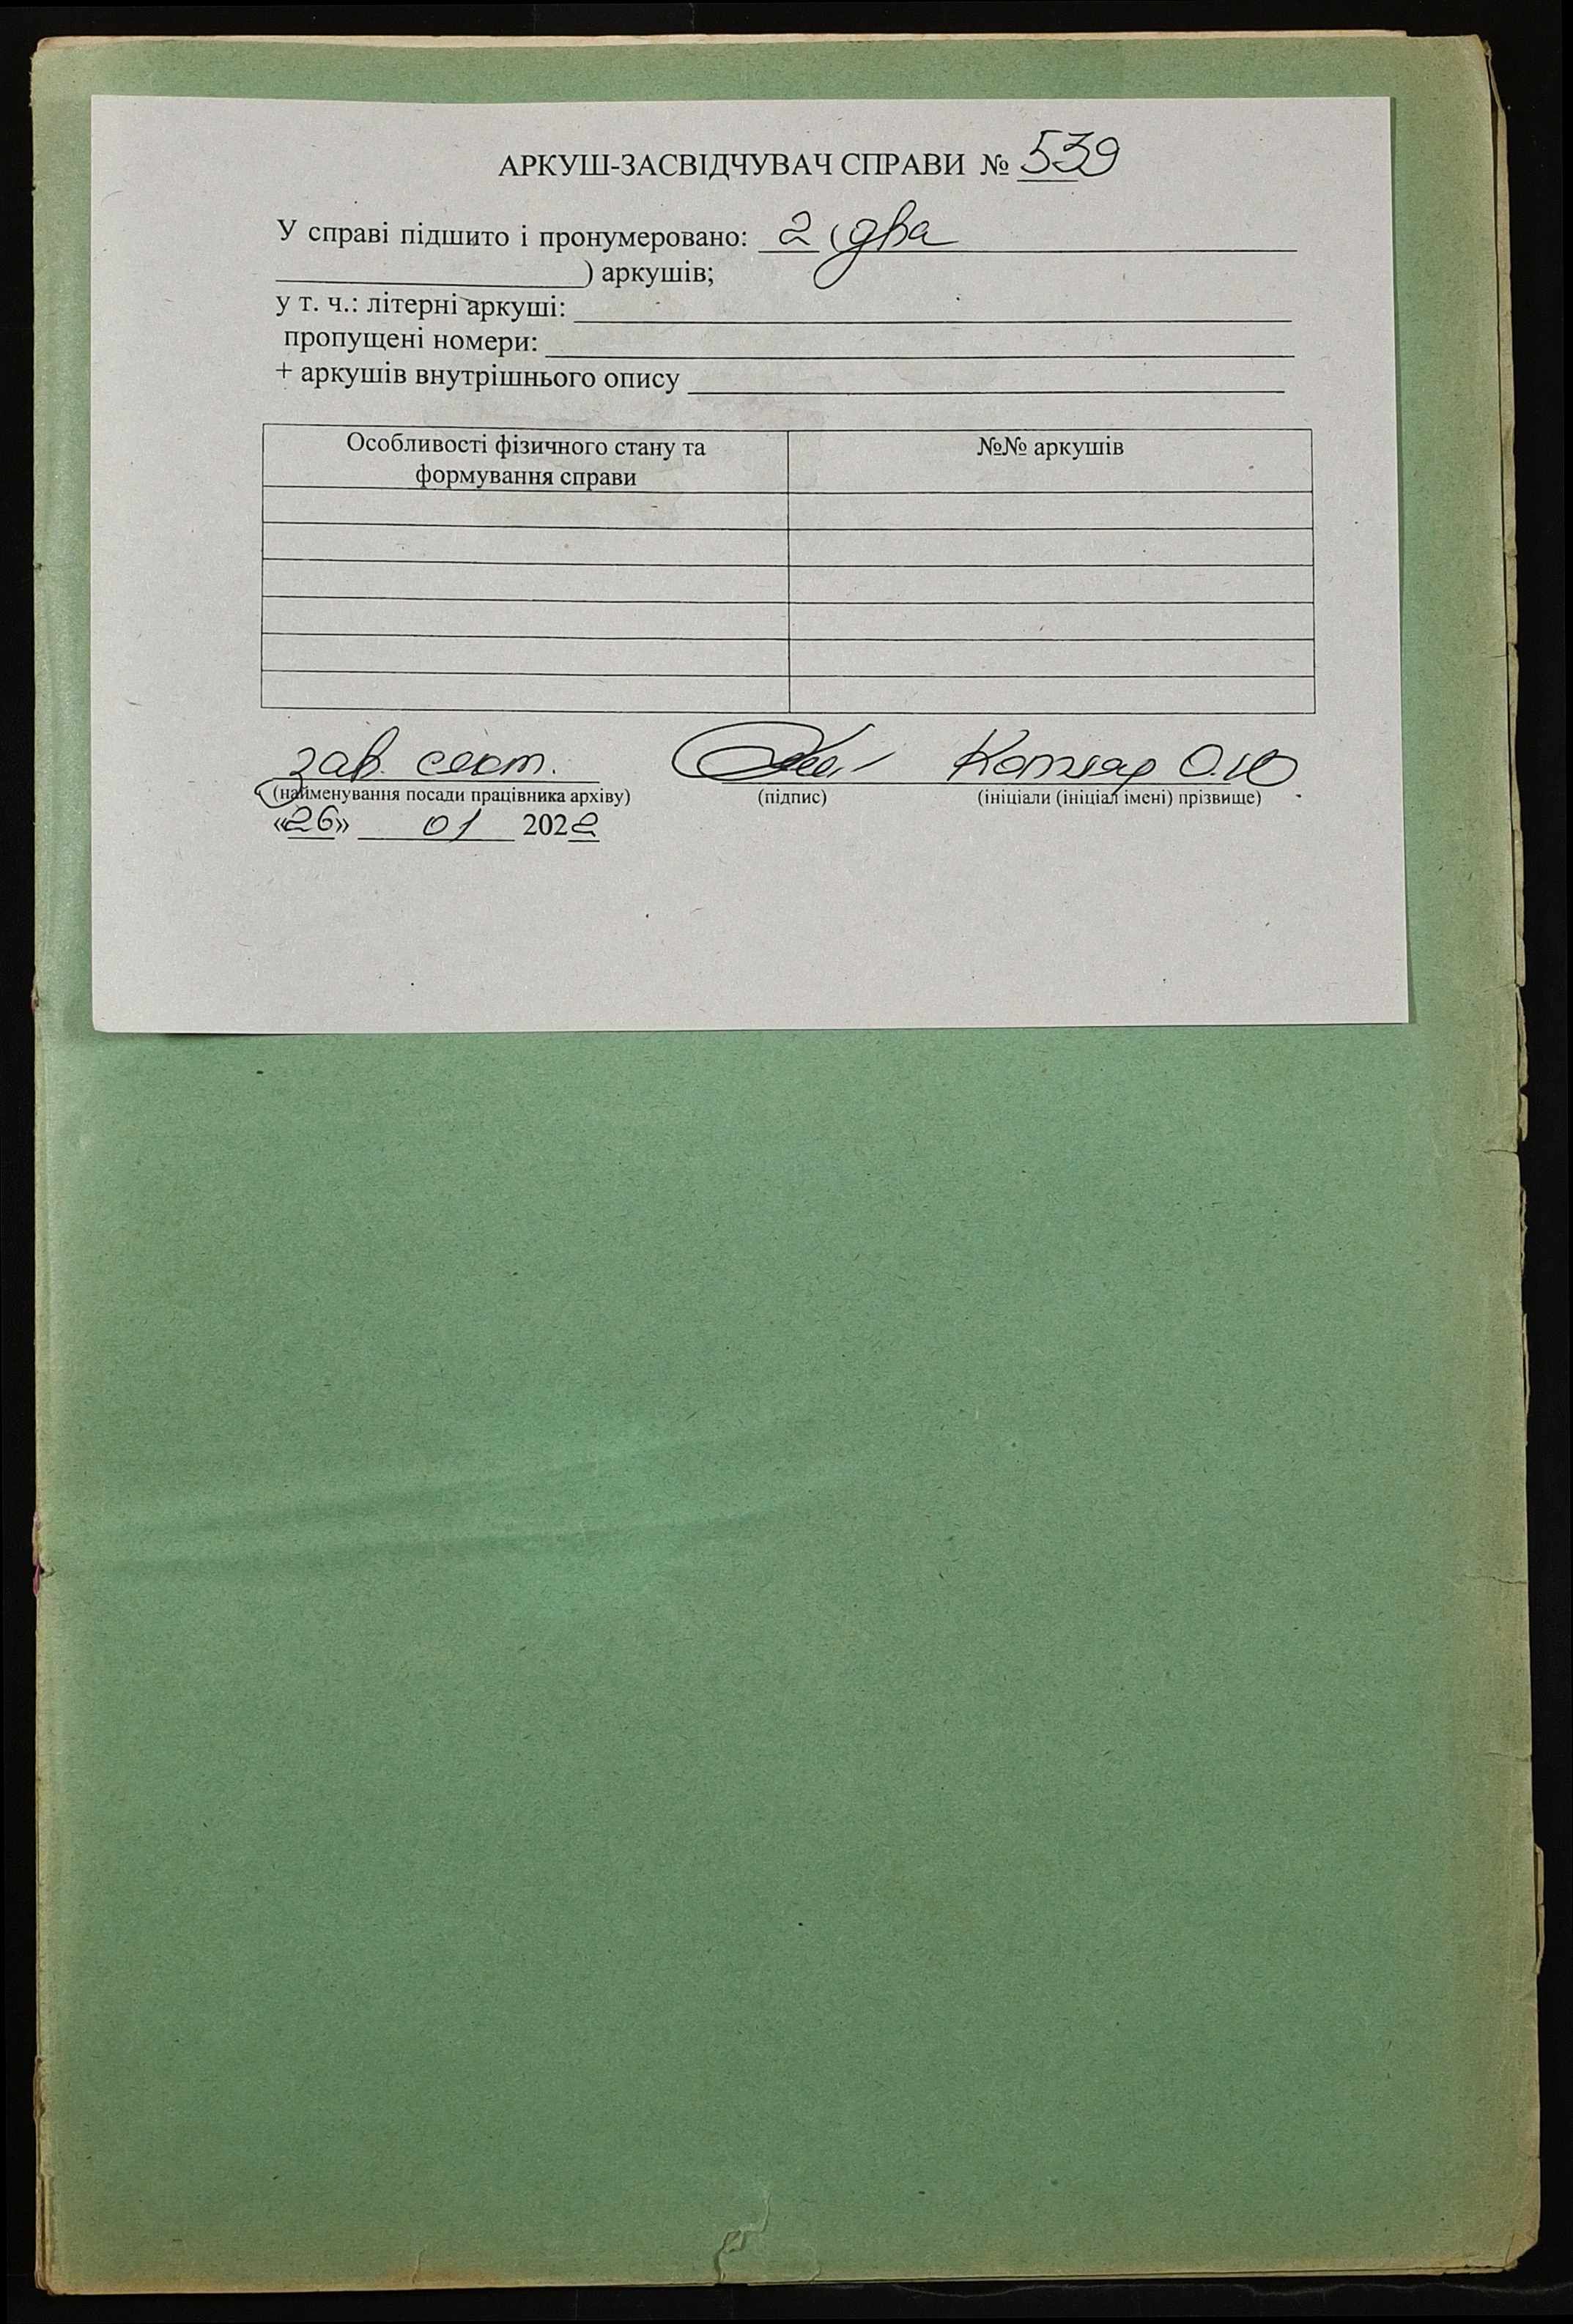 АРКУШ-ЗАСВІДЧУВАЧ СПРАВИ № 539
У справі підшито і пронумеровано: 2 (два
) аркушів;
у т. ч.: літерні аркуші:
пропущені номери:
+ аркушів внутрішнього опису
Особливості фізичного стану та формування справи
№№ аркушів
зав. сект.
О.Ю
(найменування посади працівника архіву) (підпис) (ініціали (ініціал імені) прізвище)
«26» 01 2022